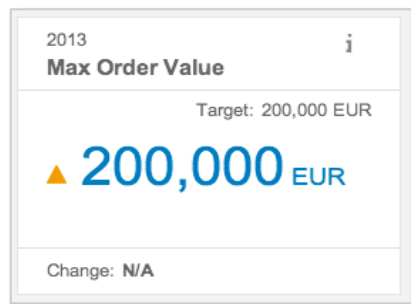 2013
i
Max Order Value
Target: 200,000 EUR
200,000 EUR
Change: N/A